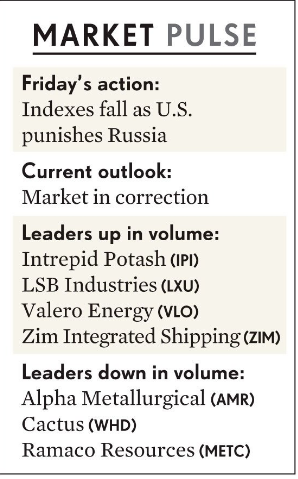 MARKET PULSE
Friday's action:
Indexes fall as U.S.
punishes Russia
Current outlook:
Market in correction
Leaders up in volume:
Intrepid Potash (IPI)
LSB Industries (LXU)
Valero Energy (VLO)
Zim Integrated Shipping (ZIM)
Leaders down in volume:
Alpha Metallurgical (AMR)
Cactus (WHD)
Ramaco Resources (METC)